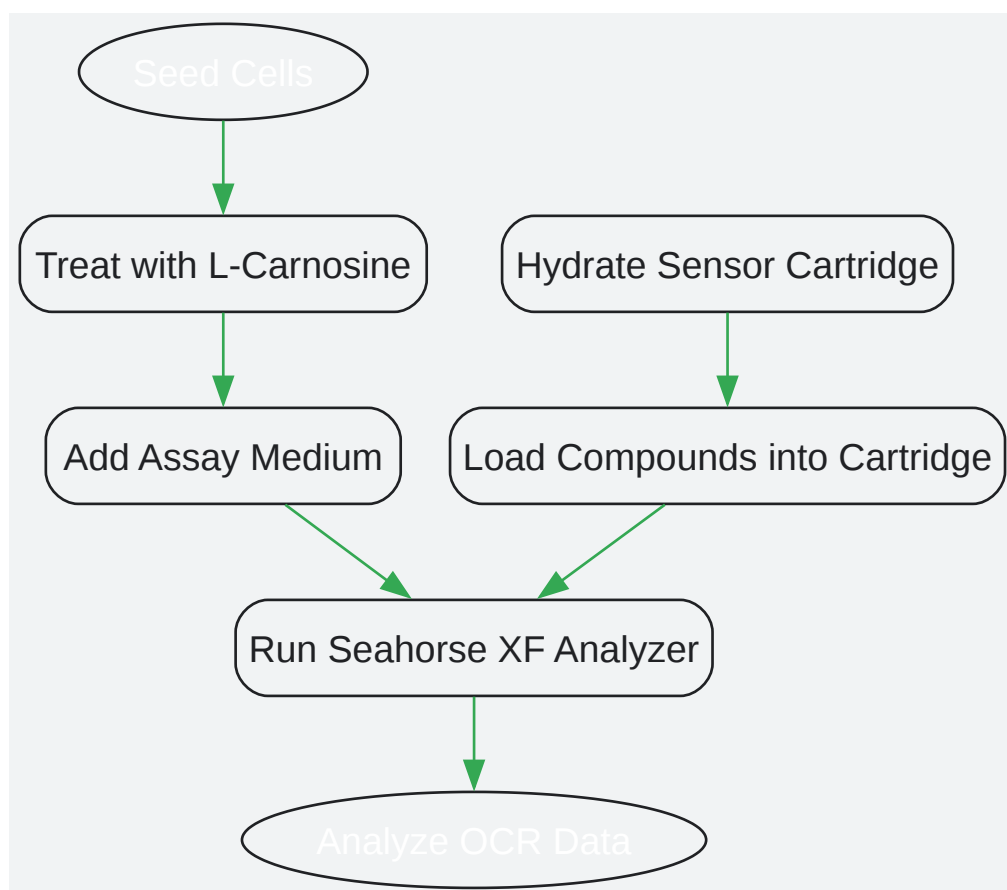 Seed Cells
Treat with L-Carnosine
Hydrate Sensor Cartridge
Add Assay Medium
Load Compounds into Cartridge
Run Seahorse XF Analyzer
Analyze OCR Data